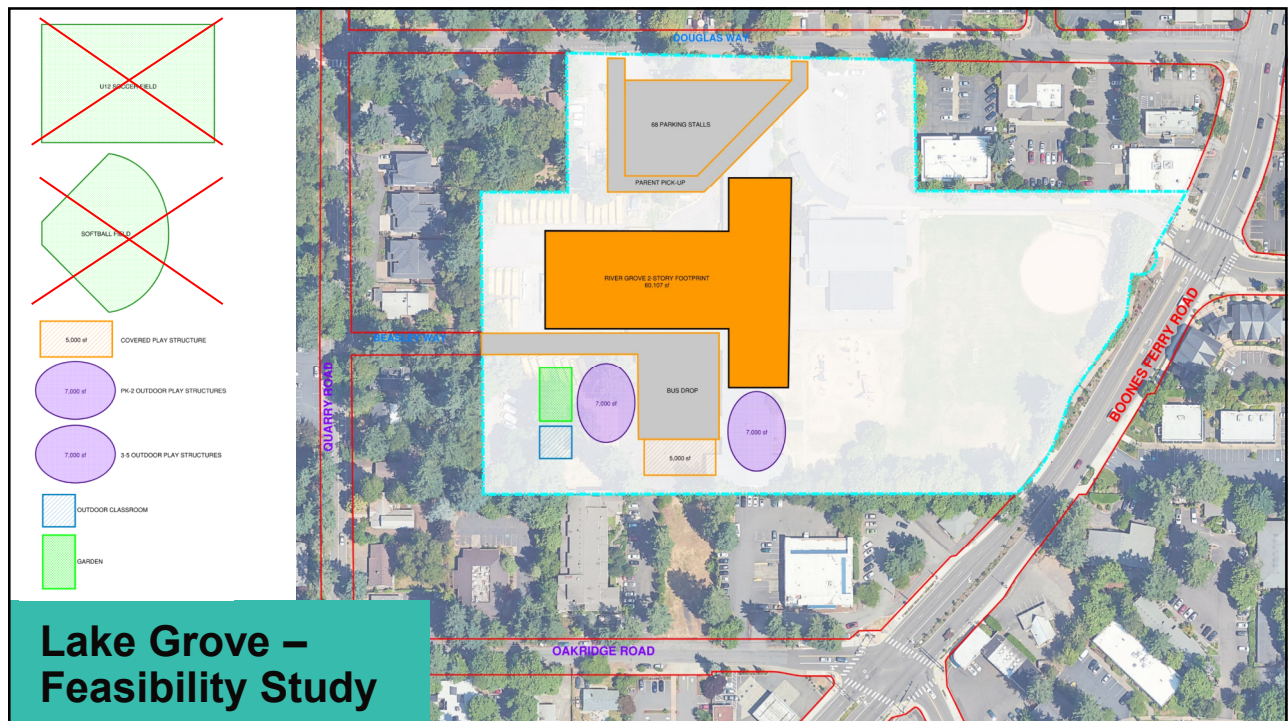 U12 SOCCER FIELD
SOFTBALL FIELD
5,000 sf
COVERED PLAY STRUCTURE
7,000 sf
PK-2 OUTDOOR PLAY STRUCTURES
7,000 sf
3-5 OUTDOOR PLAY STRUCTURES
OUTDOOR CLASSROOM
GARDEN
Lake Grove –
Feasibility Study
DOUGLAS WAY
68 PARKING STALLS
PARENT PICK-UP
RIVER GROVE 2-STORY FOOTPRINT
60,107 sf
BEASLEY WAY
BUS DROP
7,000 sf
7,000 sf
5,000 sf
QUARRY ROAD
BOONES FERRY ROAD
OAKRIDGE ROAD